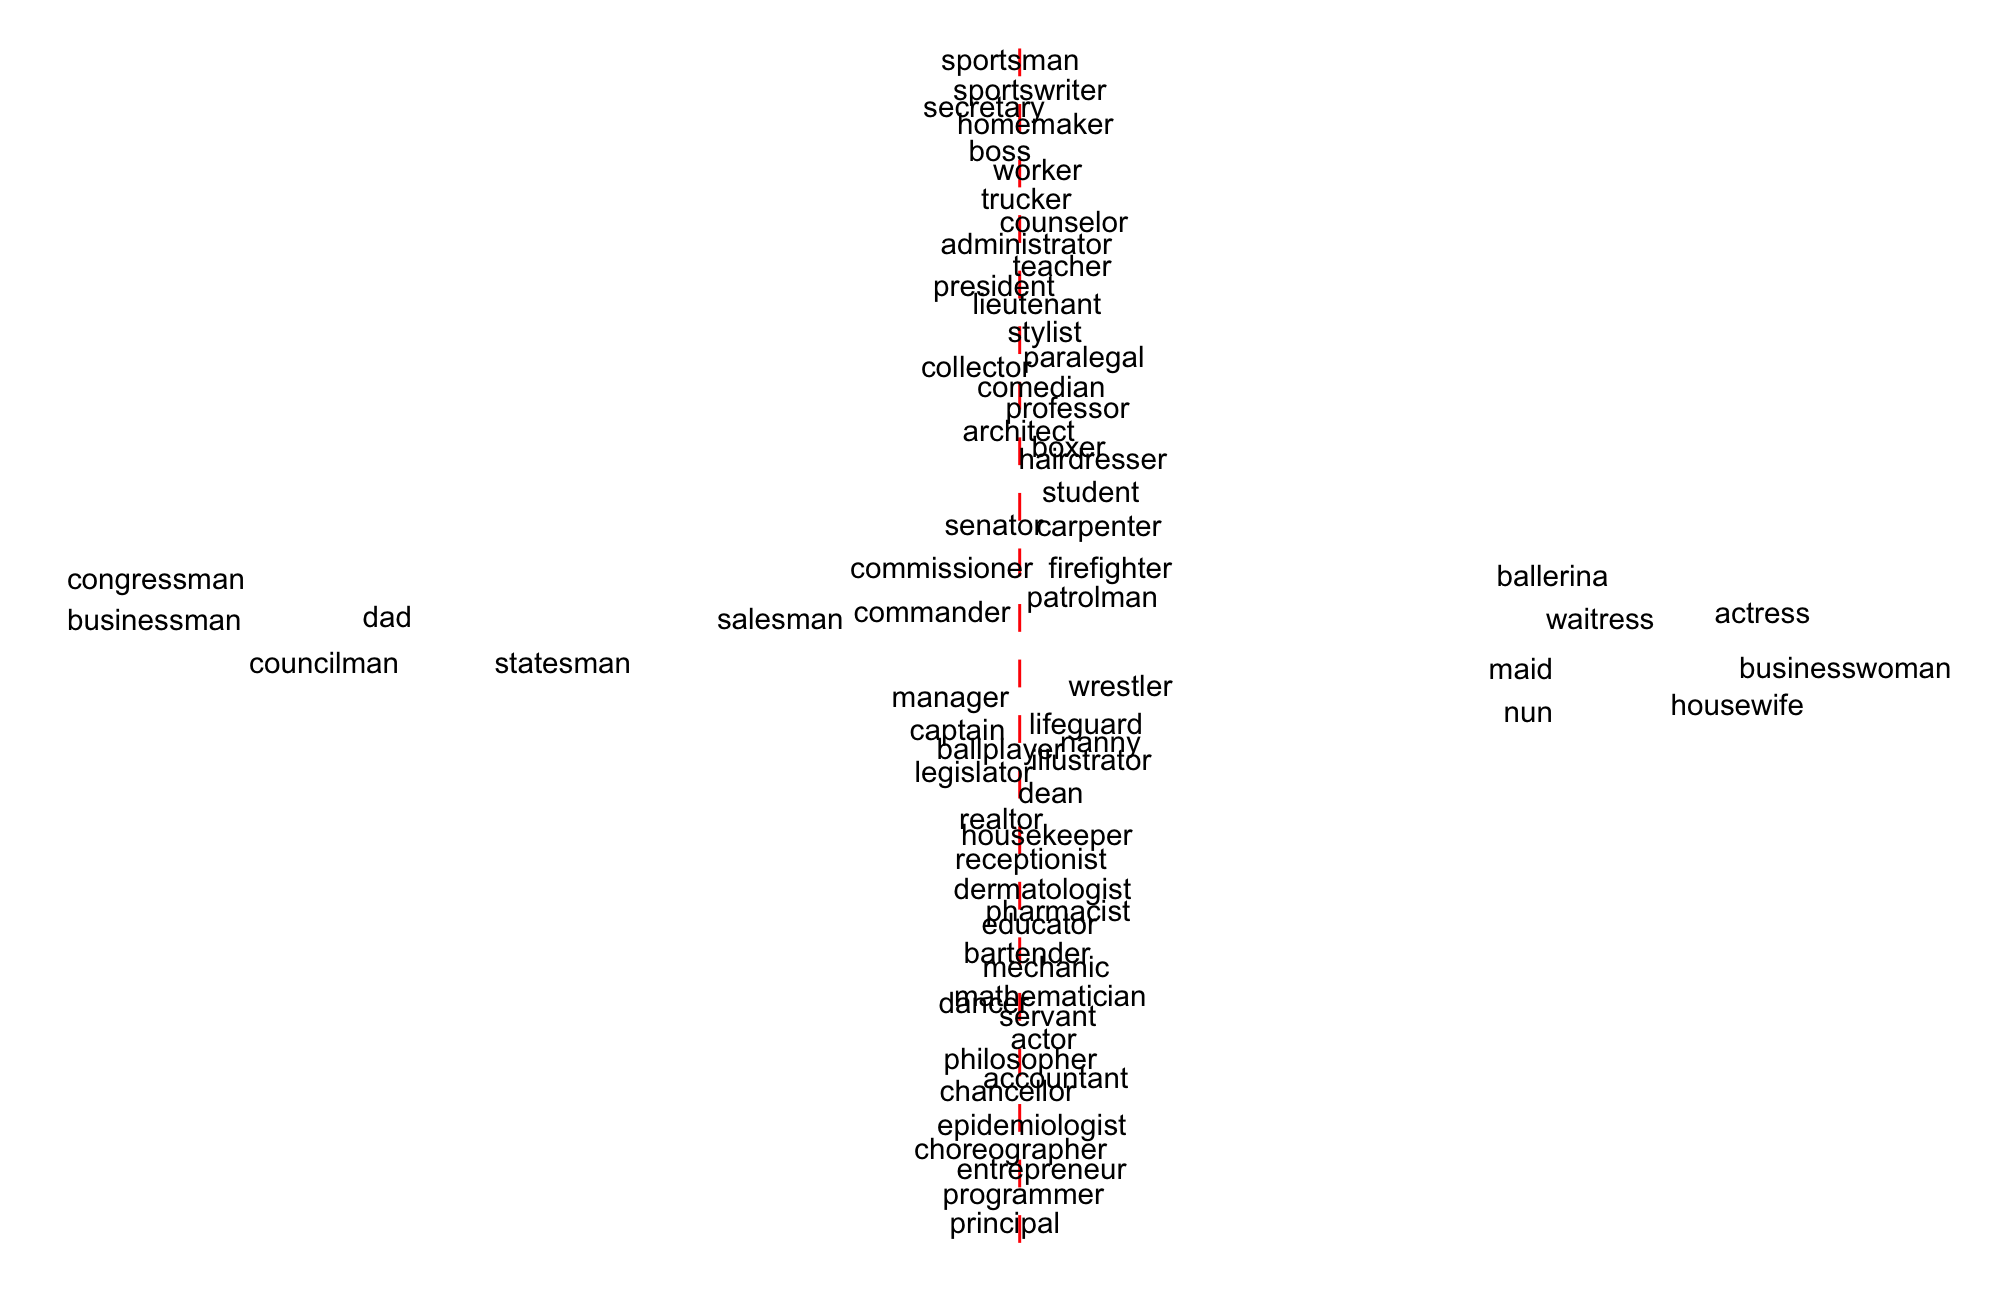 sportsman
sportswriter
secretary
homemaker
boss
worker
trucker
counselor
administrator
teacher
president
lieutenant
stylist
paralegal
collector
comedian
professor
architect
boxer
hairdresser
student
senator carpenter
commissioner firefighter
congressman
ballerina
patrolman
commander
businessman dad salesman waitress actress
councilman statesman
maid businesswoman
wrestler
manager
nun housewife
lifeguard
captain
nanny
ballplayer
illustrator
legislator
dean
realtor
housekeeper
receptionist
dermatologist
pharmacist
educator
bartender
mechanic
mathematician
dancer
servant
actor
philosopher
accountant
chancellor
epidemiologist
choreographer
entrepreneur
programmer
principal